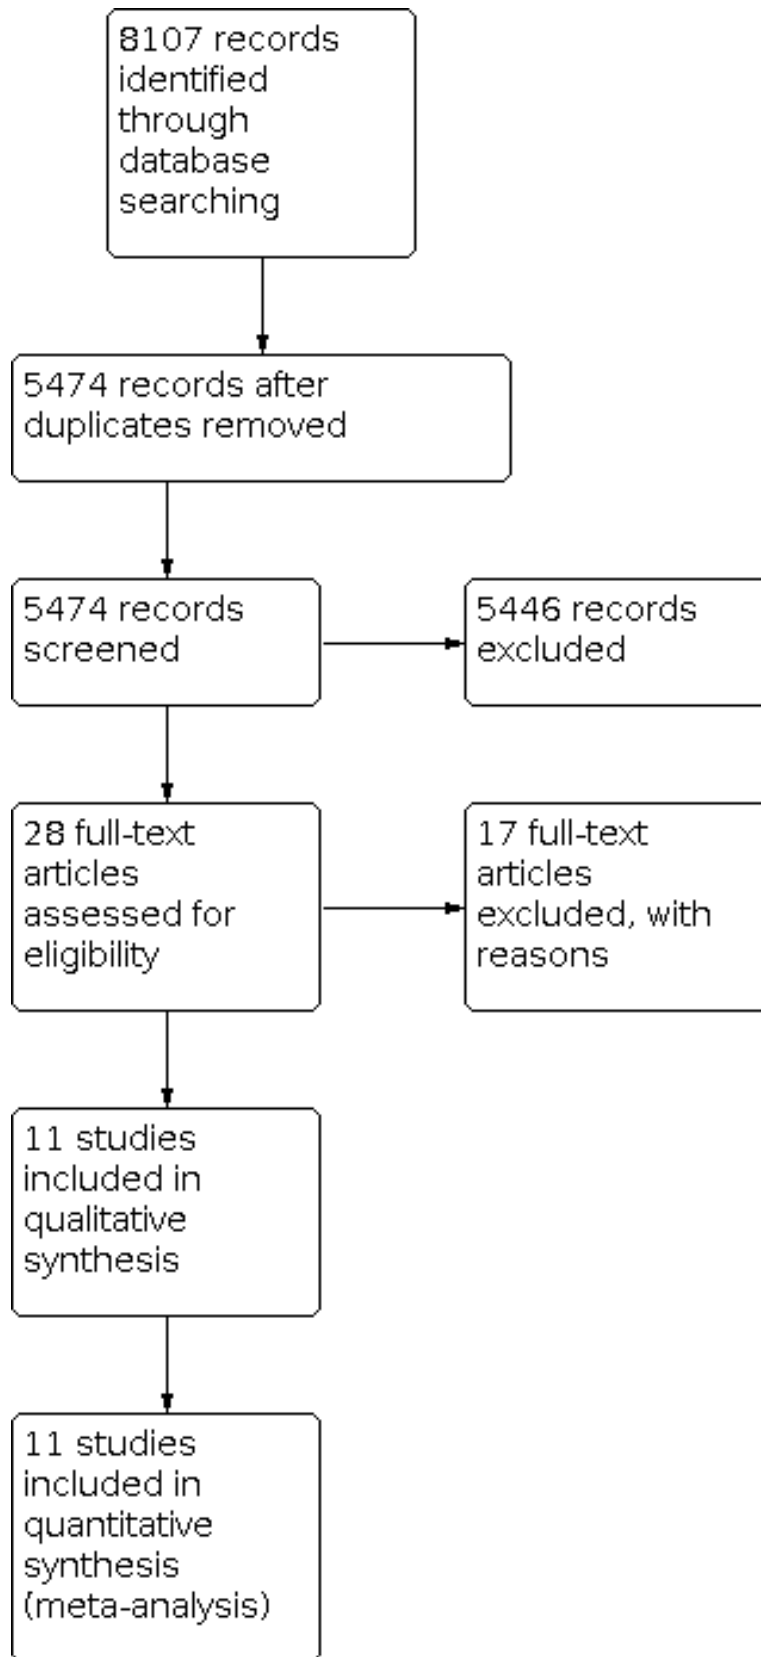 8107 records
identified
through
database
searching
5474 records after
duplicates removed
5474 records
screened
5446 records
excluded
28 full-text
articles
assessed for
eligibility
17 full-text
articles
excluded, with
reasons
11 studies
included in
qualitative
synthesis
11 studies
included in
quantitative
synthesis
(meta-analysis)